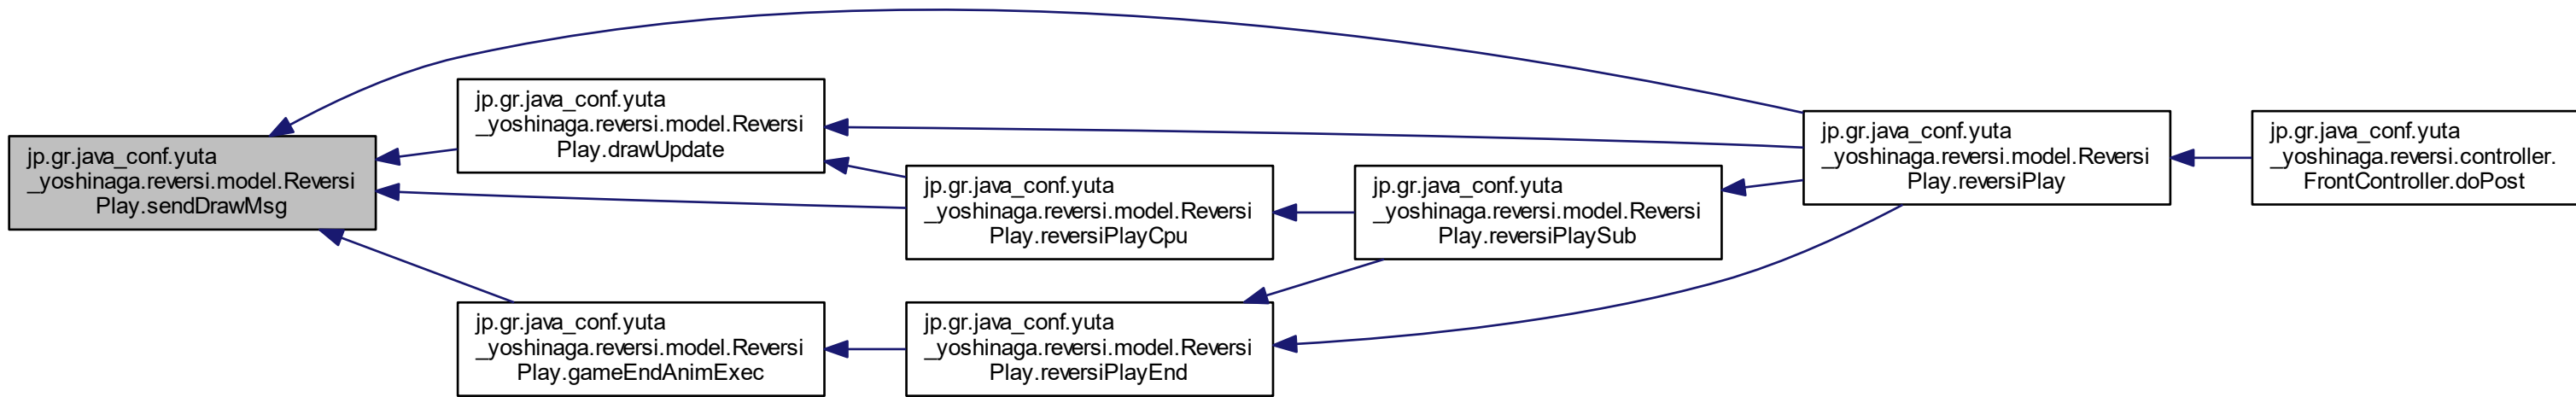 jp.gr.java_conf.yuta
_yoshinaga.reversi.model.Reversi
Play.sendDrawMsg
jp.gr.java_conf.yuta
_yoshinaga.reversi.model.Reversi
Play.drawUpdate
jp.gr.java_conf.yuta
_yoshinaga.reversi.model.Reversi
Play.gameEndAnimExec
jp.gr.java_conf.yuta
_yoshinaga.reversi.model.Reversi
Play.reversiPlayCpu
jp.gr.java_conf.yuta
_yoshinaga.reversi.model.Reversi
Play.reversiPlayEnd
jp.gr.java_conf.yuta
_yoshinaga.reversi.model.Reversi
Play.reversiPlaySub
jp.gr.java_conf.yuta
_yoshinaga.reversi.model.Reversi
Play.reversiPlay
jp.gr.java_conf.yuta
_yoshinaga.reversi.controller.
FrontController.doPost